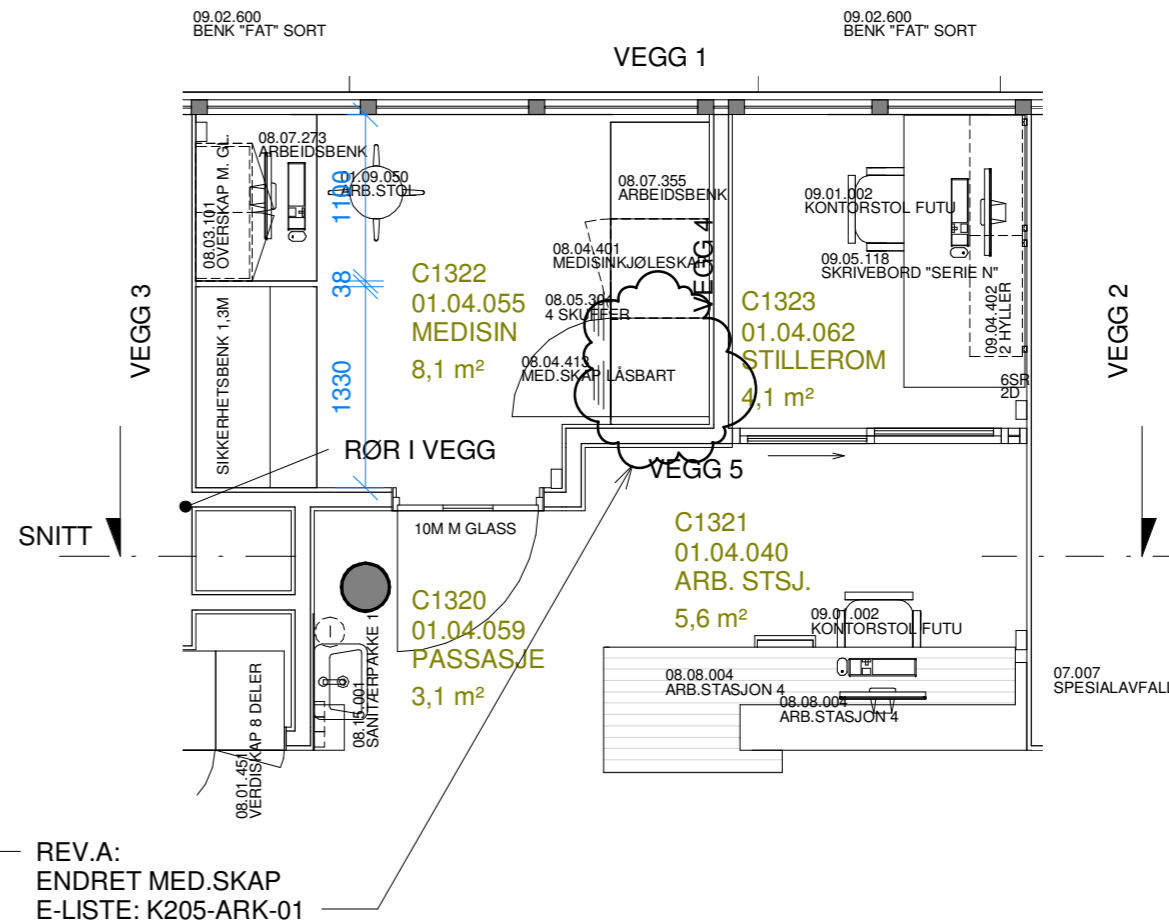 09.02.600
BENK "FAT" SORT
09.02.600
BENK "FAT" SORT
VEGG 1
08.07.273
ARBEIDSBENK
08.03.101
OVERSKAP M. GL.
01.09.050
ARB.STOL
1100
38
1330
08.07.355
ARBEIDSBENK
09.01.002
KONTORSTOL FUTU
09.05.118
SKRIVEBORD "SERIE N"
09.04.402
2 HYLLER
08.04.401
MEDISINKJØLESKAP
VEGG 4
08.05.304
4 SKUFFER
08.04.413
MED.SKAP LÅSBART
C1322
01.04.055
MEDISIN
8,1 m²
C1323
01.04.062
STILLEROM
4,1 m²
6SR
2D
VEGG 3
VEGG 2
SIKKERHETSBENK 1,3M
RØR I VEGG
VEGG 5
SNITT
10M M GLASS
C1321
01.04.040
ARB. STSJ.
5,6 m²
C1320
01.04.059
PASSASJE
3,1 m²
09.01.002
KONTORSTOL FUTU
08.08.004
ARB.STASJON 4
08.08.004
ARB.STASJON 4
07.007
SPESIALAVFALL
08.15.001
SANITÆRPAKKE 1
08.01.451
VERDISKAP 8 DELER
REV.A:
ENDRET MED.SKAP
E-LISTE: K205-ARK-01